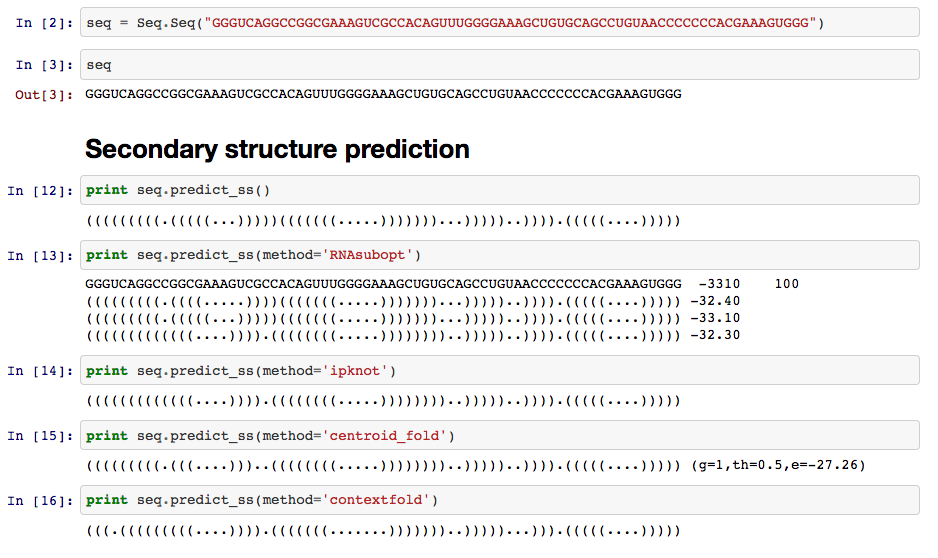 In [2]: seq = Seq.Seq("GGGUCAGGCCGGCGAAAGUCGCCACAGUUUGGGGAAAGCUGUGCAGCCUGUAACCCCCCCACGAAAGUGGG")
In [3]: seq
Out[3]: GGGUCAGGCCGGCGAAAGUCGCCACAGUUUGGGGAAAGCUGUGCAGCCUGUAACCCCCCCACGAAAGUGGG
Secondary structure prediction
In [12]: print seq.predict_ss()
(((((((((.(((((...)))))(((((((.....)))))))...)))))..)))).(((((....)))))
In [13]: print seq.predict_ss(method='RNAsubopt')
GGGUCAGGCCGGCGAAAGUCGCCACAGUUUGGGGAAAGCUGUGCAGCCUGUAACCCCCCCACGAAAGUGGG -3310 100
(((((((((.((((.....))))(((((((.....)))))))...)))))..)))).(((((....))))) -32.40
(((((((((.(((((...)))))(((((((.....)))))))...)))))..)))).(((((....))))) -33.10
(((((((((((((....)))).((((((((.....))))))))..)))))..)))).(((((....))))) -32.30
In [14]: print seq.predict_ss(method='ipknot')
(((((((((((((....)))).((((((((.....))))))))..)))))..)))).(((((....)))))
In [15]: print seq.predict_ss(method='centroid_fold')
(((((((((.(((....)))..((((((((.....))))))))..)))))..)))).(((((....))))) (g=1,th=0.5,e=-27.26)
In [16]: print seq.predict_ss(method='contextfold')
(((.(((((((((....)))).(((((((.......)))))))..)))))...))).(((((....)))))